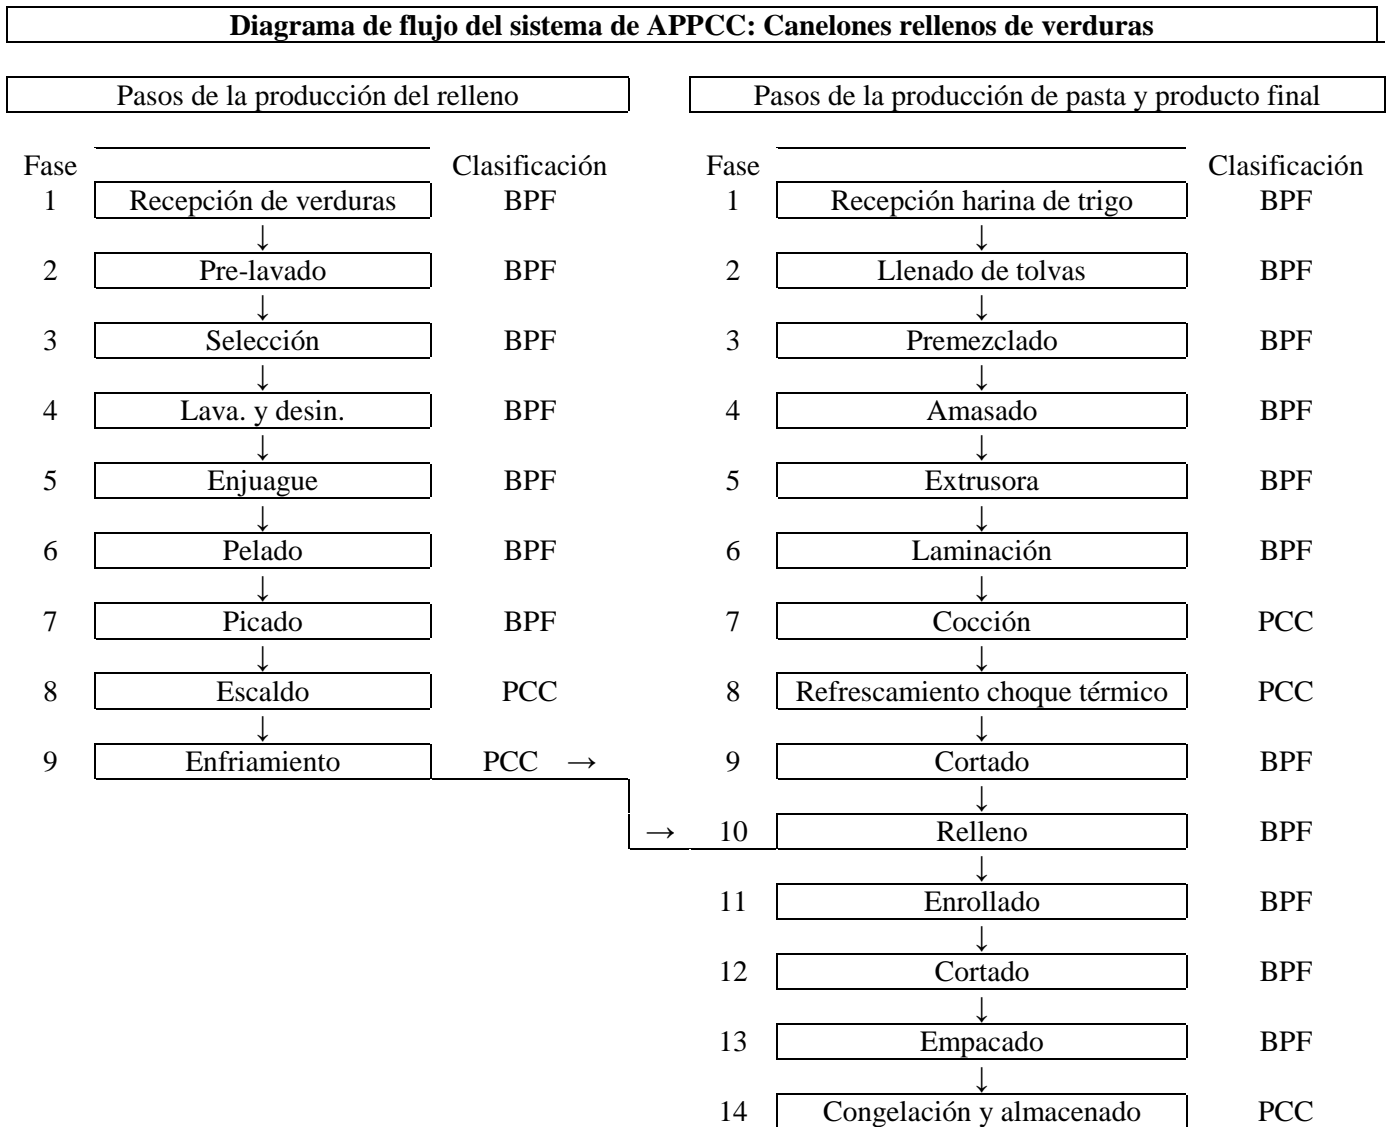 Diagrama de flujo del sistema de APPCC: Canelones rellenos de verduras
Pasos de la producción del relleno
Fase Clasificación
1 Recepción de verduras BPF
↓
2 Pre-lavado BPF
↓
3 Selección BPF
↓
4 Lava. y desin. BPF
↓
5 Enjuague BPF
↓
6 Pelado BPF
↓
7 Picado BPF
↓
8 Escaldo PCC
↓
9 Enfriamiento PCC →
Pasos de la producción de pasta y producto final
Fase Clasificación
1 Recepción harina de trigo BPF
↓
2 Llenado de tolvas BPF
↓
3 Premezclado BPF
↓
4 Amasado BPF
↓
5 Extrusora BPF
↓
6 Laminación BPF
↓
7 Cocción PCC
↓
8 Refrescamiento choque térmico PCC
↓
9 Cortado BPF
↓
→ 10 Relleno BPF
↓
11 Enrollado BPF
↓
12 Cortado BPF
↓
13 Empacado BPF
↓
14 Congelación y almacenado PCC